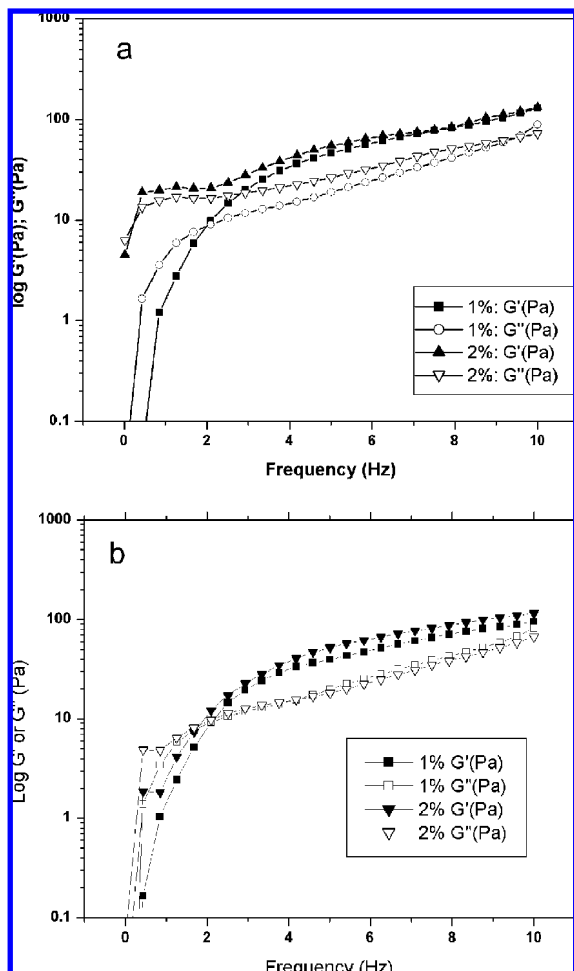 a
1000
100
10
1
0.1
log G'(Pa); G''(Pa)
1%: G'(Pa)
1%: G''(Pa)
2%: G'(Pa)
2%: G''(Pa)
0 2 4 6 8 10
Frequency (Hz)
b
1000
100
10
1
0.1
Log G' or G'' (Pa)
1% G'(Pa)
1% G''(Pa)
2% G'(Pa)
2% G''(Pa)
0 2 4 6 8 10
Frequency (Hz)